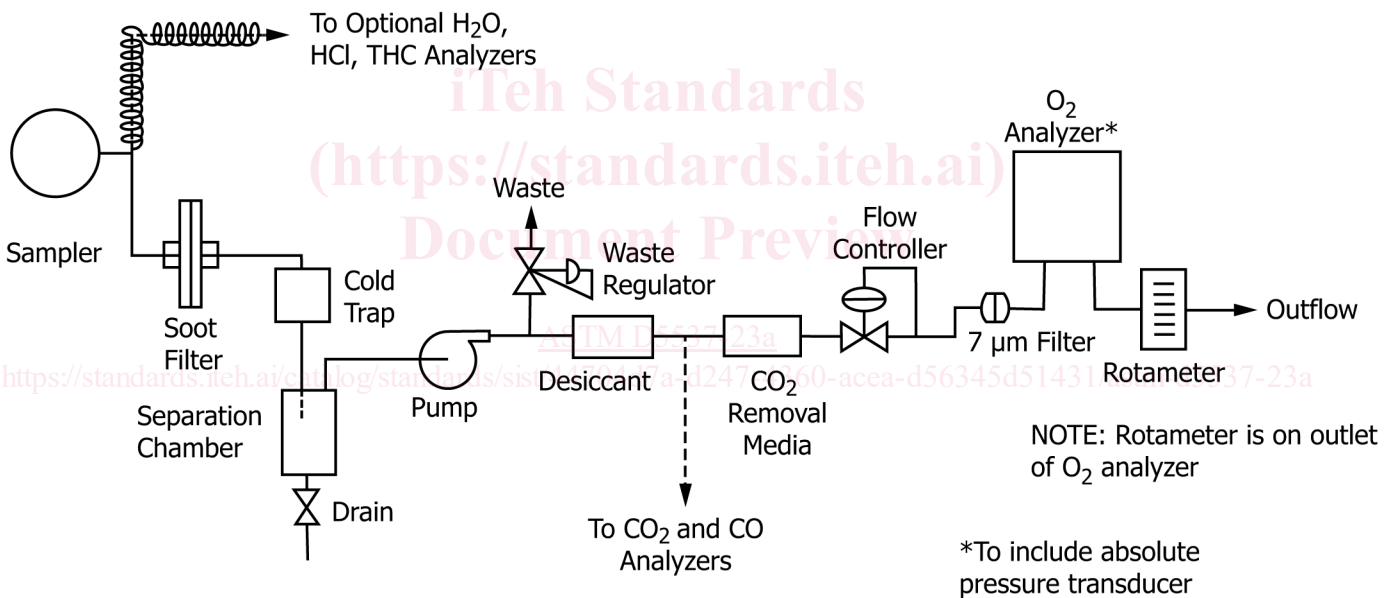 To Optional H₂O,
HCl, THC Analyzers
iTeh Standards
(https://standards.iteh.ai)
Document Preview
O₂
Analyzer*
Waste
Flow
Controller
Sampler
Waste
Regulator
Cold
Trap
Outflow
Soot
Filter
ASTM D5537-23a
7 µm Filter
Rotameter
Desiccant
Pump
CO₂
Removal
Media
Separation
Chamber
NOTE: Rotameter is on outlet
of O₂ analyzer
Drain
To CO₂ and CO
Analyzers
*To include absolute
pressure transducer